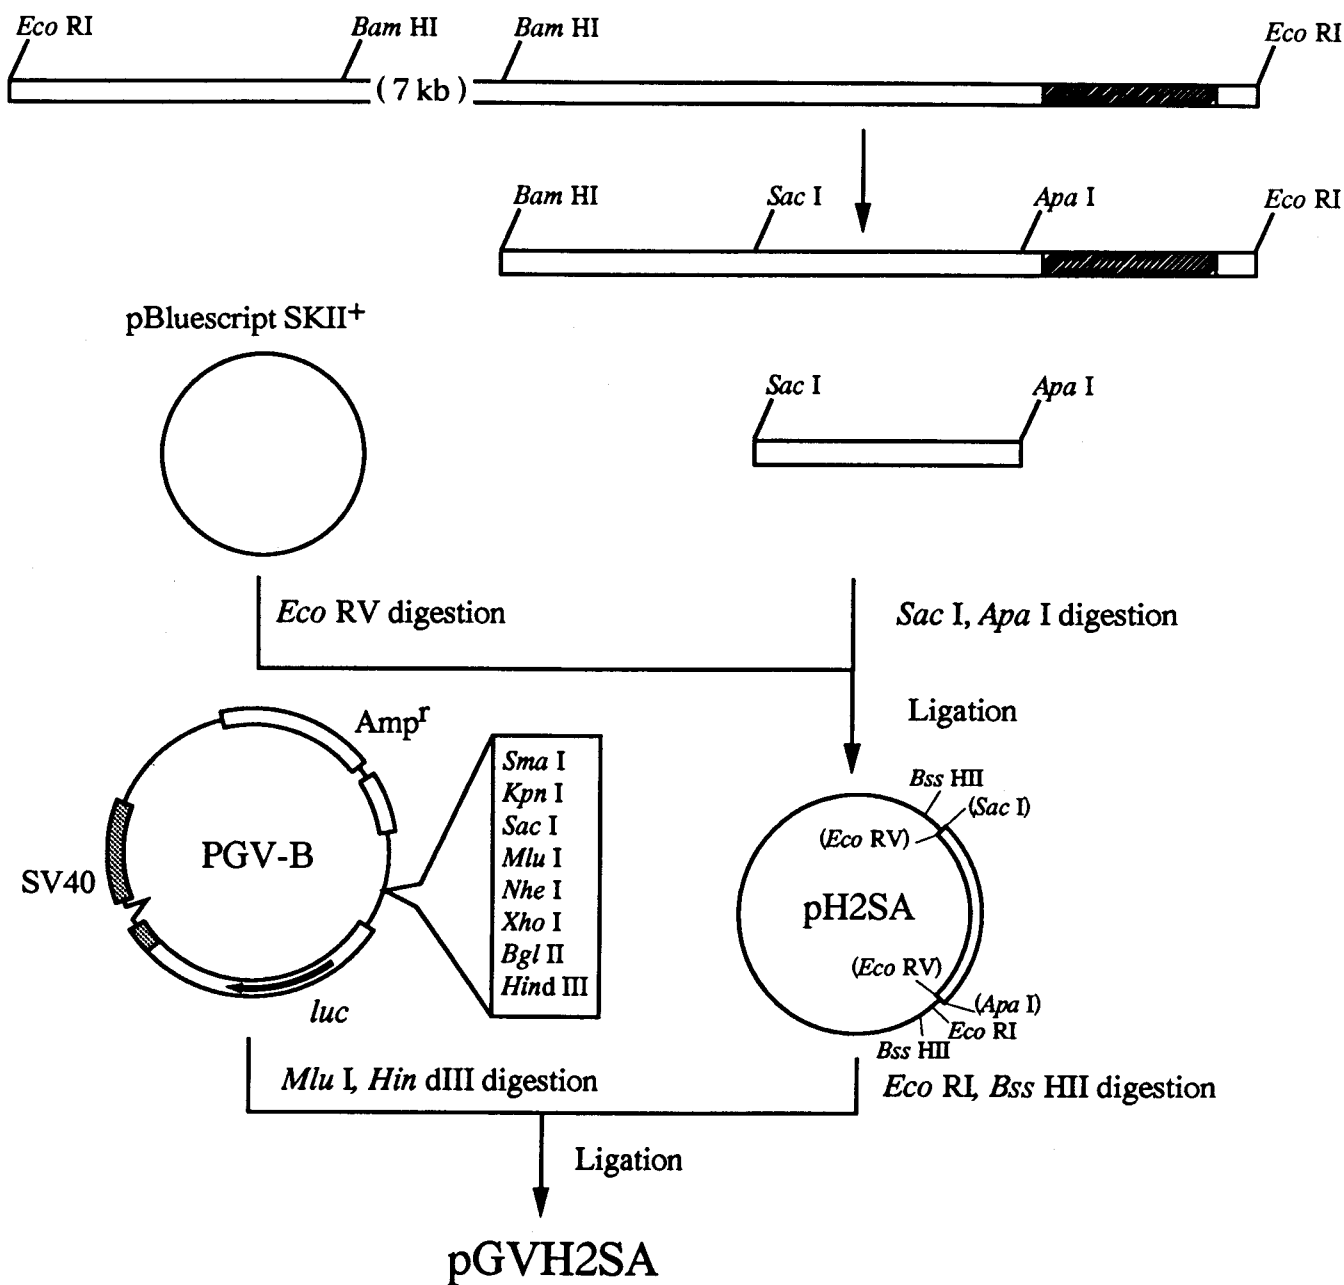 Eco RI
Bam HI
Bam HI
Eco RI
( 7 kb )
Bam HI
Sac I
Apa I
Eco RI
pBluescript SKII+
Sac I
Apa I
Eco RV digestion
Sac I, Apa I digestion
Ligation
Ampr
Sma I
Kpn I
Sac I
Mlu I
Nhe I
Xho I
Bgl II
Hind III
PGV-B
SV40
luc
Bss HII
(Sac I)
(Eco RV)
pH2SA
(Eco RV)
(Apa I)
Eco RI
Bss HII
Mlu I, Hin dIII digestion
Eco RI, Bss HII digestion
Ligation
pGVH2SA